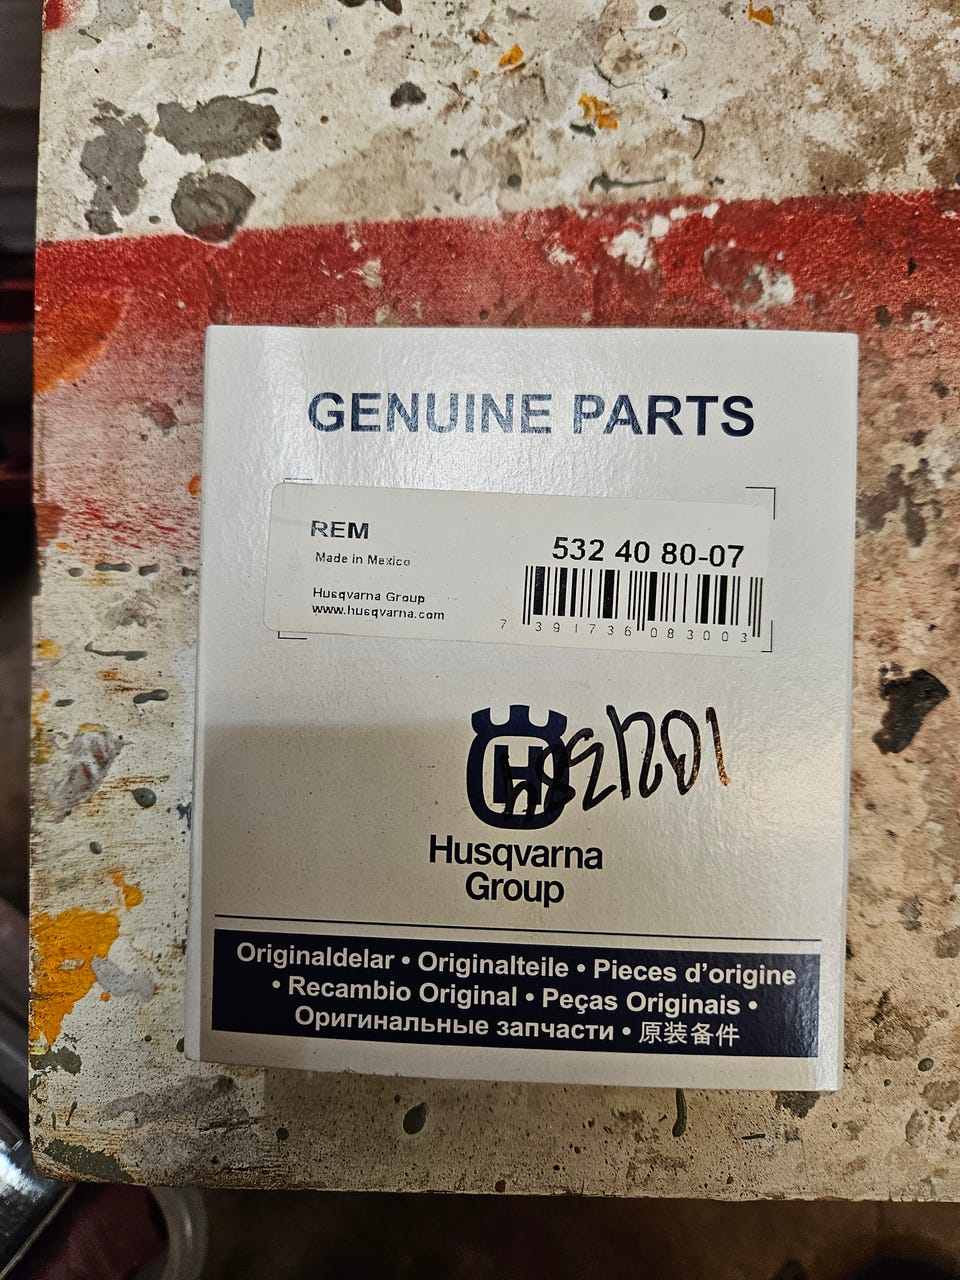 GENUINE PARTS
REM
Made in Mexico
Husqvarna Group
www.husqvarna.com
532 40 80-07
7 391736 083003
H
Husqvarna
Group
Originaldelar • Originalteile • Pieces d’origine
• Recambio Original • Peças Originais •
Оригинальные запчасти • 原装备件